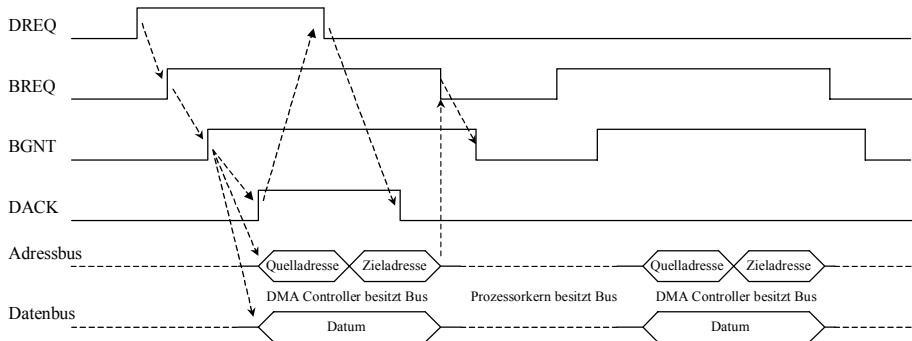 DREQ
BREQ
BGNT
DACK
Adressbus
Quelladresse Zieladresse Quelladresse Zieladresse
DMA Controller besitzt Bus Prozessorkern besitzt Bus DMA Controller besitzt Bus
Datenbus
Datum Datum